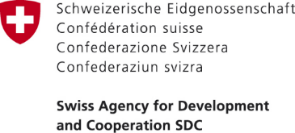 Schweizerische Eidgenossenschaft
Confédération suisse
Confederazione Svizzera
Confederaziun svizra
Swiss Agency for Development
and Cooperation SDC